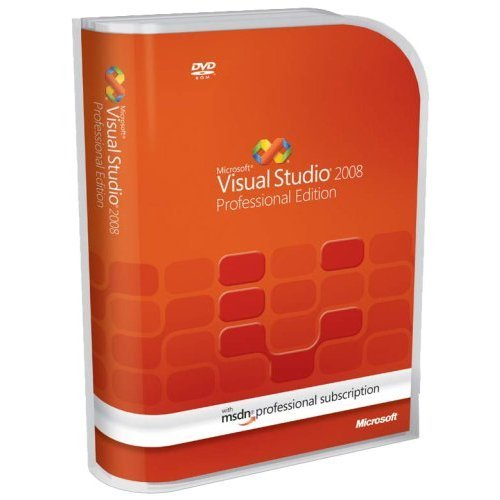 DVD
ROM
Microsoft®
Visual Studio® 2008
Professional Edition
Microsoft®
Visual Studio® 2008
Professional Edition
with
msdn® professional subscription
Microsoft